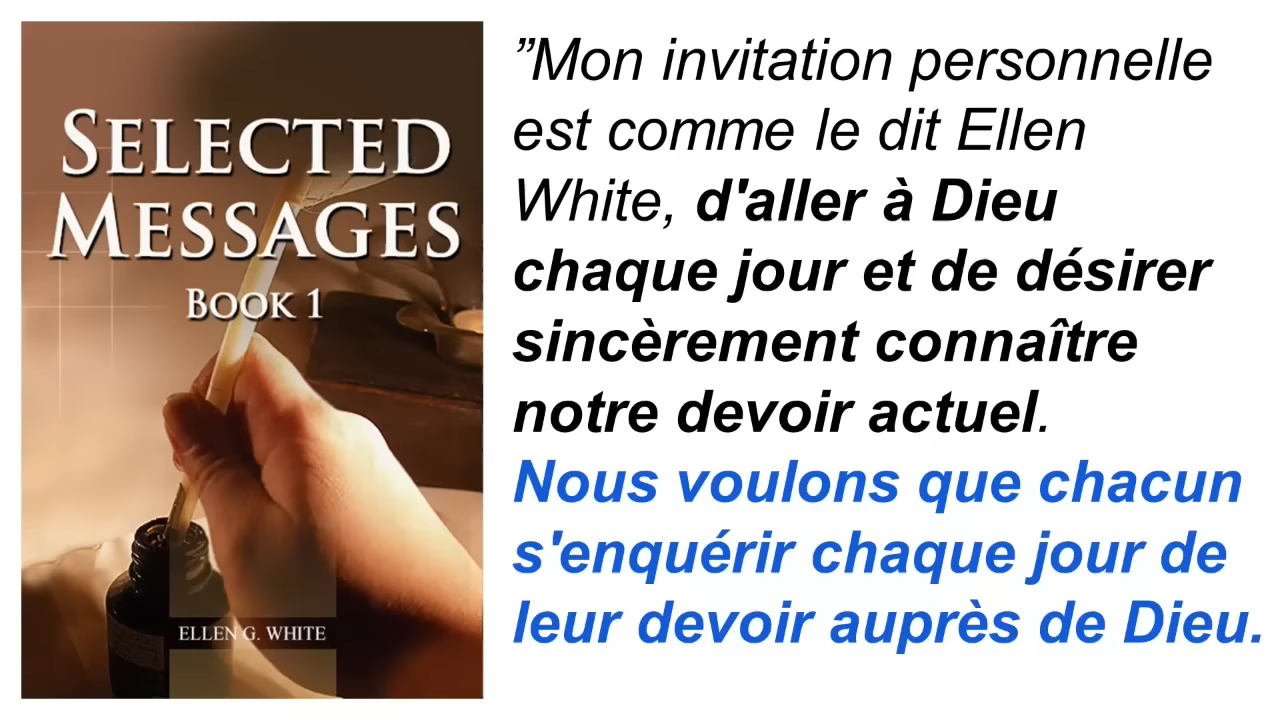 SELECTED
MESSAGES
BOOK 1
ELLEN G. WHITE
”Mon invitation personnelle
est comme le dit Ellen
White, d'aller à Dieu
chaque jour et de désirer
sincèrement connaître
notre devoir actuel.
Nous voulons que chacun
s'enquérir chaque jour de
leur devoir auprès de Dieu.